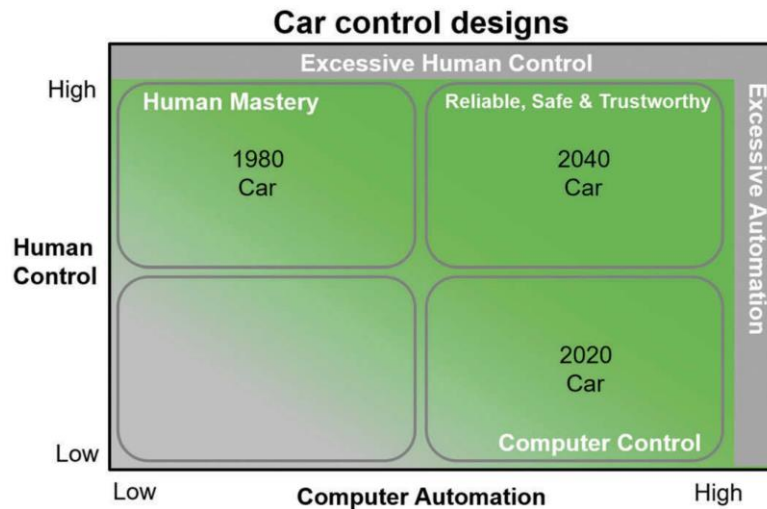 Car control designs
Excessive Human Control
High
Human Mastery
Reliable, Safe & Trustworthy
Excessive Automation
1980
Car
2040
Car
Human
Control
2020
Car
Computer Control
Low
Low
Computer Automation
High